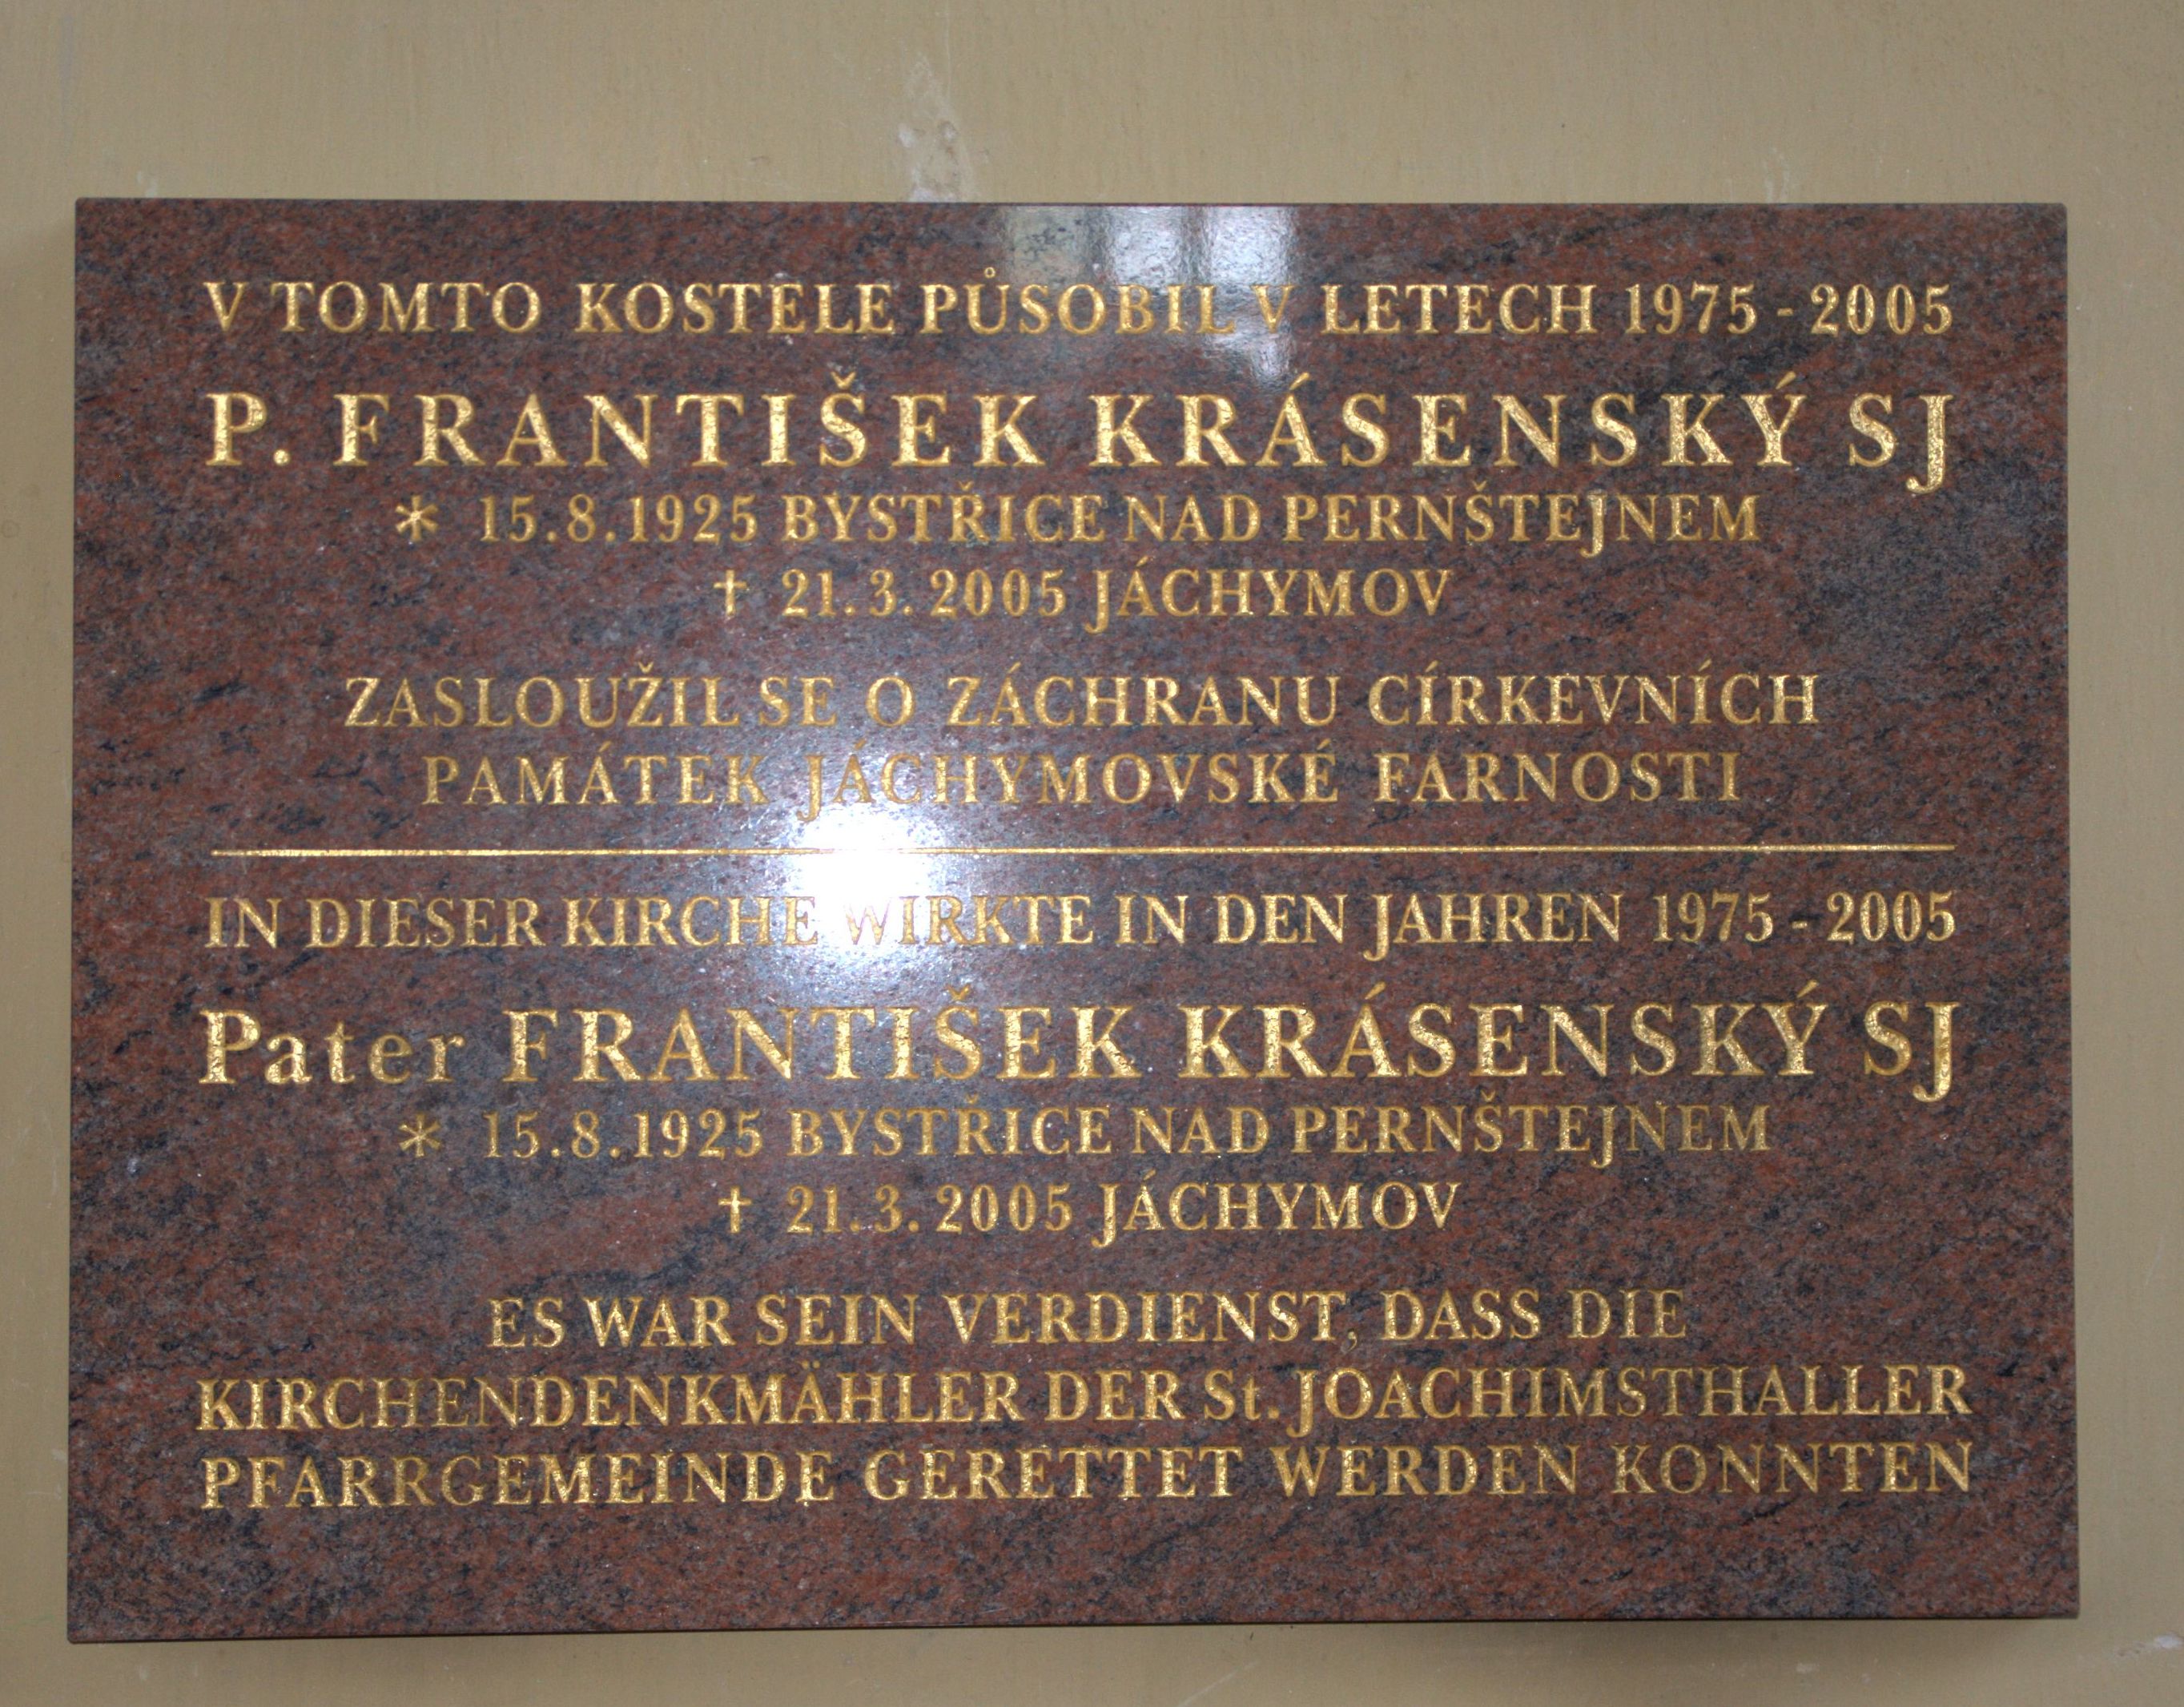 V TOMTO KOSTELE PŮSOBIL V LETECH 1975 - 2005
P. FRANTIŠEK KRÁSENSKÝ SJ
* 15.8.1925 BYSTŘICE NAD PERNŠTEJNEM
† 21.3.2005 JÁCHYMOV
ZASLOUŽIL SE O ZÁCHRANU CÍRKEVNÍCH
PAMÁTEK JÁCHYMOVSKÉ FARNOSTI
IN DIESER KIRCHE WIRKTE IN DEN JAHREN 1975 - 2005
Pater FRANTIŠEK KRÁSENSKÝ SJ
* 15.8.1925 BYSTŘICE NAD PERNŠTEJNEM
† 21.3.2005 JÁCHYMOV
ES WAR SEIN VERDIENST, DASS DIE
KIRCHENDENKMÄHLER DER St. JOACHIMSTHALLER
PFARRGEMEINDE GERETTET WERDEN KONNTEN